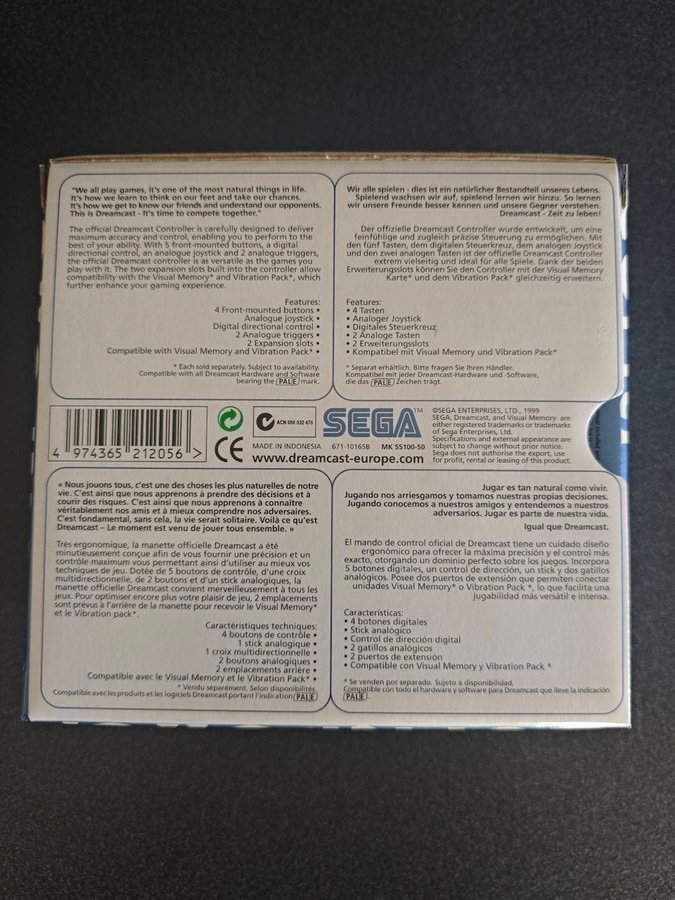 "We all play games, it's one of the most natural things in life.
It's how we learn to think on our feet and take our chances.
It's how we get to know our friends and understand our opponents.
This is Dreamcast - It's time to compete together."
The official Dreamcast Controller is carefully designed to deliver
maximum accuracy and control, enabling you to perform to the
best of your ability. With 5 front-mounted buttons, a digital
directional control, an analogue joystick and 2 analogue triggers,
the official Dreamcast controller is as versatile as the games you
play with it. The two expansion slots built into the controller allow
compatibility with the Visual Memory* and Vibration Pack*, which
further enhance your gaming experience.
Features:
4 Front-mounted buttons •
Analogue joystick •
Digital directional control •
2 Analogue triggers •
2 Expansion slots •
Compatible with Visual Memory and Vibration Pack* •
* Each sold separately. Subject to availability.
Compatible with all Dreamcast Hardware and Software
bearing the PAL E mark.
Wir alle spielen - dies ist ein natürlicher Bestandteil unseres Lebens.
Spielend wachsen wir auf, spielend lernen wir hinzu. So lernen
wir unsere Freunde besser kennen und unsere Gegner verstehen.
Dreamcast - Zeit zu leben!
Der offizielle Dreamcast Controller wurde entwickelt, um eine
feinfühlige und zugleich präzise Steuerung zu ermöglichen. Mit
den fünf Tasten, dem digitalen Steuerkreuz, dem analogen Joystick
und den zwei analogen Tasten ist der offizielle Dreamcast Controller
extrem vielseitig und ideal für alle Spiele. Dank der beiden
Erweiterungsslots können Sie den Controller mit der Visual Memory
Karte* und dem Vibration Pack* gleichzeitig erweitern.
Features:
• 4 Tasten
• Analoger Joystick
• Digitales Steuerkreuz
• 2 Analoge Tasten
• 2 Erweiterungsslots
• Kompatibel mit Visual Memory und Vibration Pack*
* Separat erhältlich. Bitte fragen Sie Ihren Händler.
Kompatibel mit jeder Dreamcast-Hardware und -Software,
die das PAL E Zeichen trägt.
4 974365 212056 >
CE
ACN 056 032 476
MADE IN INDONESIA 671-10165B MK 55100-50
SEGA™
www.dreamcast-europe.com
©SEGA ENTERPRISES, LTD., 1999
SEGA, Dreamcast, and Visual Memory are
either registered trademarks or trademarks
of Sega Enterprises, Ltd.
Specifications and external appearance are
subject to change without prior notice.
Sega does not authorise the export, use
for profit, rental or leasing of this product.
« Nous jouons tous, c'est une des choses les plus naturelles de notre
vie. C'est ainsi que nous apprenons à prendre des décisions et à
courir des risques. C'est ainsi que nous apprenons à connaître
véritablement nos amis et à mieux comprendre nos adversaires.
C'est fondamental, sans cela, la vie serait solitaire. Voilà ce qu'est
Dreamcast – Le moment est venu de jouer tous ensemble. »
Très ergonomique, la manette officielle Dreamcast a été
minutieusement conçue afin de vous fournir une précision et un
contrôle maximum vous permettant ainsi d'utiliser au mieux vos
techniques de jeu. Dotée de 5 boutons de contrôle, d'une croix
multidirectionnelle, de 2 boutons et d'un stick analogiques, la
manette officielle Dreamcast convient merveilleusement à tous les
jeux. Pour optimiser encore plus votre plaisir de jeu, 2 emplacements
sont prévus à l'arrière de la manette pour recevoir le Visual Memory*
et le Vibration pack*.
Caractéristiques techniques:
4 boutons de contrôle •
1 stick analogique •
1 croix multidirectionnelle •
2 boutons analogiques •
2 emplacements arrière •
Compatible avec le Visual Memory et le Vibration Pack* •
* Vendu séparément. Selon disponibilités.
Compatible avec les produits et les logiciels Dreamcast portant l'indication PAL E
Jugar es tan natural como vivir.
Jugando nos arriesgamos y tomamos nuestras propias decisiones.
Jugando conocemos a nuestros amigos y entendemos a nuestros
adversarios. Jugar es parte de nuestra vida.
Igual que Dreamcast.
El mando de control oficial de Dreamcast tiene un cuidado diseño
ergonómico para ofrecer la máxima precisión y el control más
exacto, otorgando un dominio perfecto sobre los juegos. Incorpora
5 botones digitales, un control de dirección, un stick y dos gatillos
analógicos. Posee dos puertos de extensión que permiten conectar
unidades Visual Memory* o Vibration Pack *, lo que facilita una
jugabilidad más versátil e intensa.
Caracteristicas:
• 4 botones digitales
• Stick analógico
• Control de dirección digital
• 2 gatillos analógicos
• 2 puertos de extensión
• Compatible con Visual Memory y Vibration Pack *
* Se venden por separado. Sujeto a disponibilidad.
Compatible con todo el hardware y software para Dreamcast que lleve la indicación
PAL E